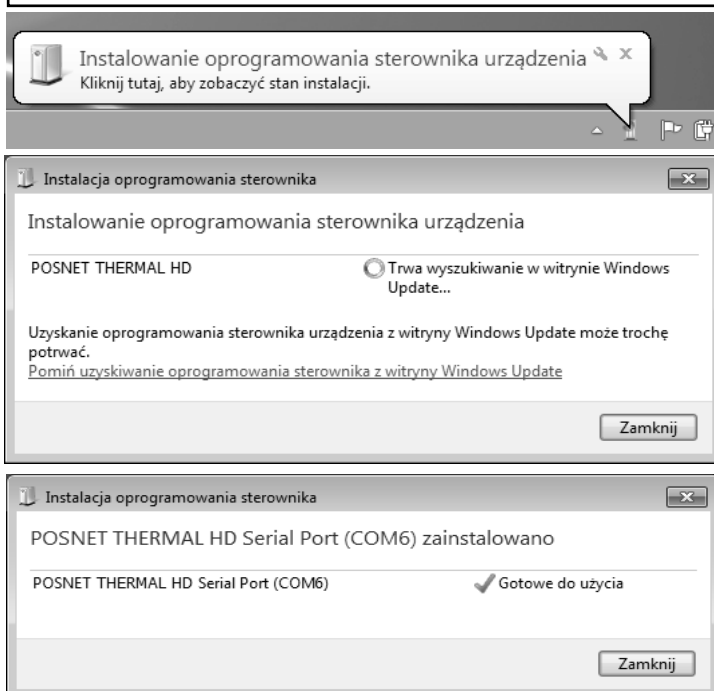 Instalowanie oprogramowania sterownika urządzenia
Kliknij tutaj, aby zobaczyć stan instalacji.
Instalacja oprogramowania sterownika
Instalowanie oprogramowania sterownika urządzenia
POSNET THERMAL HD
Trwa wyszukiwanie w witrynie Windows
Update...
Uzyskanie oprogramowania sterownika urządzenia z witryny Windows Update może trochę
potrwać.
Pomiń uzyskiwanie oprogramowania sterownika z witryny Windows Update
Zamknij
Instalacja oprogramowania sterownika
POSNET THERMAL HD Serial Port (COM6) zainstalowano
POSNET THERMAL HD Serial Port (COM6)
Gotowe do użycia
Zamknij